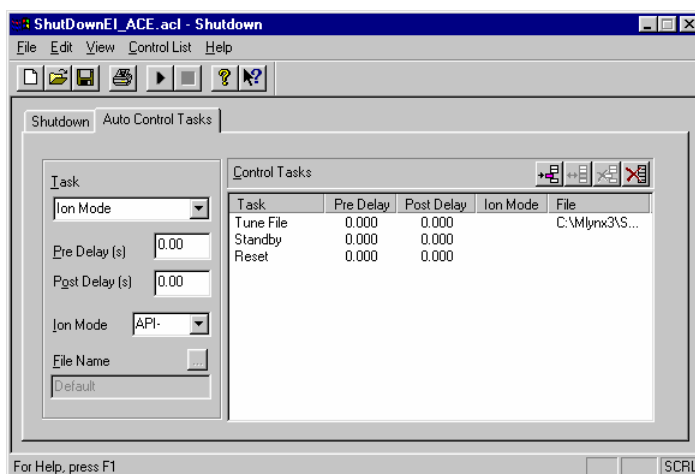 ShutDownEI_ACE.acl - Shutdown
File Edit View Control List Help
Shutdown Auto Control Tasks
Task
Ion Mode
Pre Delay (s) 0.00
Post Delay (s) 0.00
Ion Mode API-
File Name ...
Default
Control Tasks
Task Pre Delay Post Delay Ion Mode File
Tune File 0.000 0.000 C:\Mlynx3\S...
Standby 0.000 0.000
Reset 0.000 0.000
For Help, press F1
SCRL